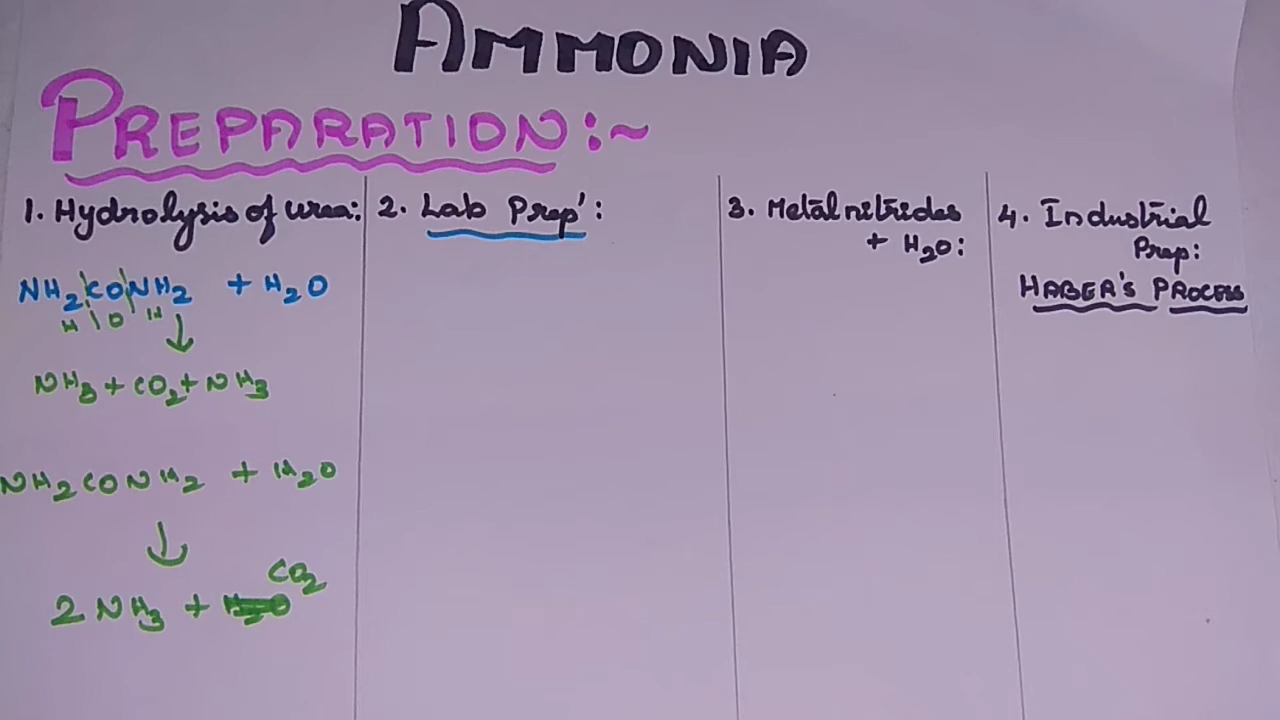 AMMONIA
PREPARATION:~
1. Hydrolysis of urea:
NH2CONH2 + H2O
H O H
↓
NH3 + CO2 + NH3
NH2CONH2 + H2O
↓
CO2
2NH3 +
2. Lab Prep':
3. Metal nitrides
+ H2O:
4. Industrial
Prep:
HABER'S PROCESS